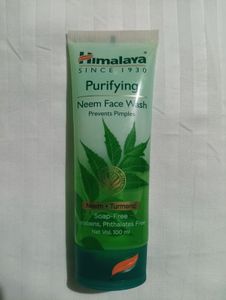 Himalaya
SINCE 1930
Purifying
Neem Face Wash
Prevents Pimples
Neem • Turmeric
Soap-Free
Parabens, Phthalates Free
Net Vol. 100 ml